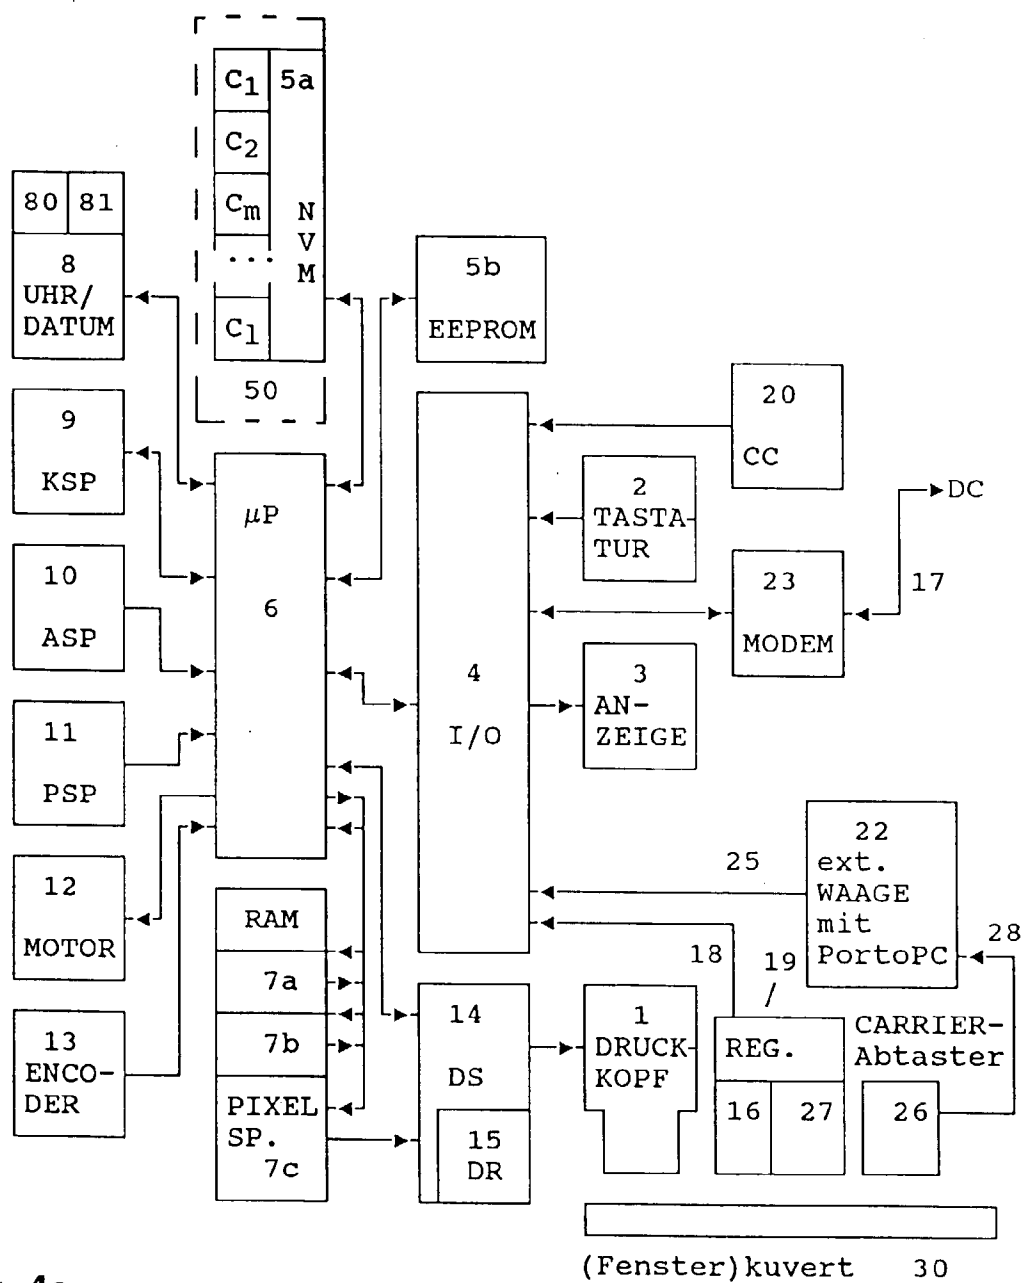 C1 5a
C2
Cm
...
Cl
NVM
50
80 81
8
UHR/
DATUM
5b
EEPROM
9
KSP
μP
6
10
ASP
11
PSP
12
MOTOR
13
ENCO-
DER
4
I/O
20
CC
2
TASTA-
TUR
DC
17
23
MODEM
3
AN-
ZEIGE
22
ext.
WAAGE
mit
PortoPC
25
28
18
19
/
RAM
7a
7b
PIXEL
SP.
7c
14
DS
15
DR
1
DRUCK-
KOPF
REG.
16 27
CARRIER-
Abtaster
26
(Fenster)kuvert 30